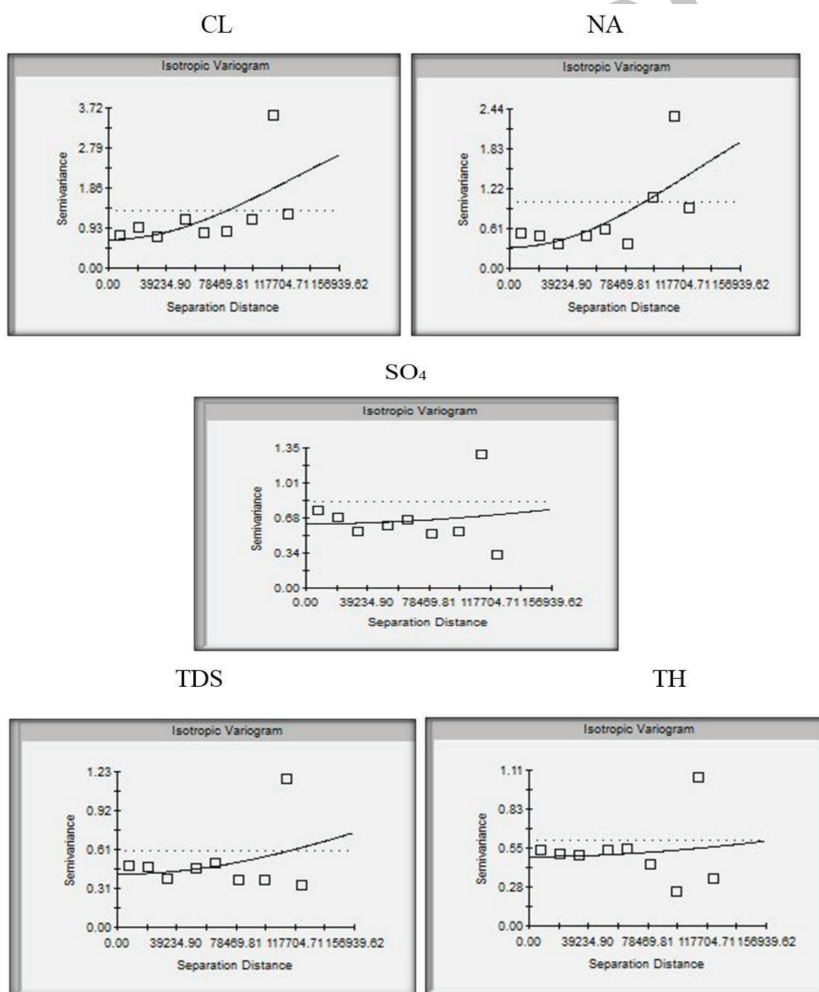 CL NA
Isotropic Variogram Isotropic Variogram
3.72 2.44
2.79 1.83
1.86 1.22
0.93 0.61
0.00 0.00
Semivariance Semivariance
0.00 39234.90 78469.81 117704.71 156939.62 0.00 39234.90 78469.81 117704.71 156939.62
Separation Distance Separation Distance
SO₄
Isotropic Variogram
1.35
1.01
0.68
0.34
0.00
Semivariance
0.00 39234.90 78469.81 117704.71 156939.62
Separation Distance
TDS TH
Isotropic Variogram Isotropic Variogram
1.23 1.11
0.92 0.83
0.61 0.55
0.31 0.28
0.00 0.00
Semivariance Semivariance
0.00 39234.90 78469.81 117704.71 156939.62 0.00 39234.90 78469.81 117704.71 156939.62
Separation Distance Separation Distance